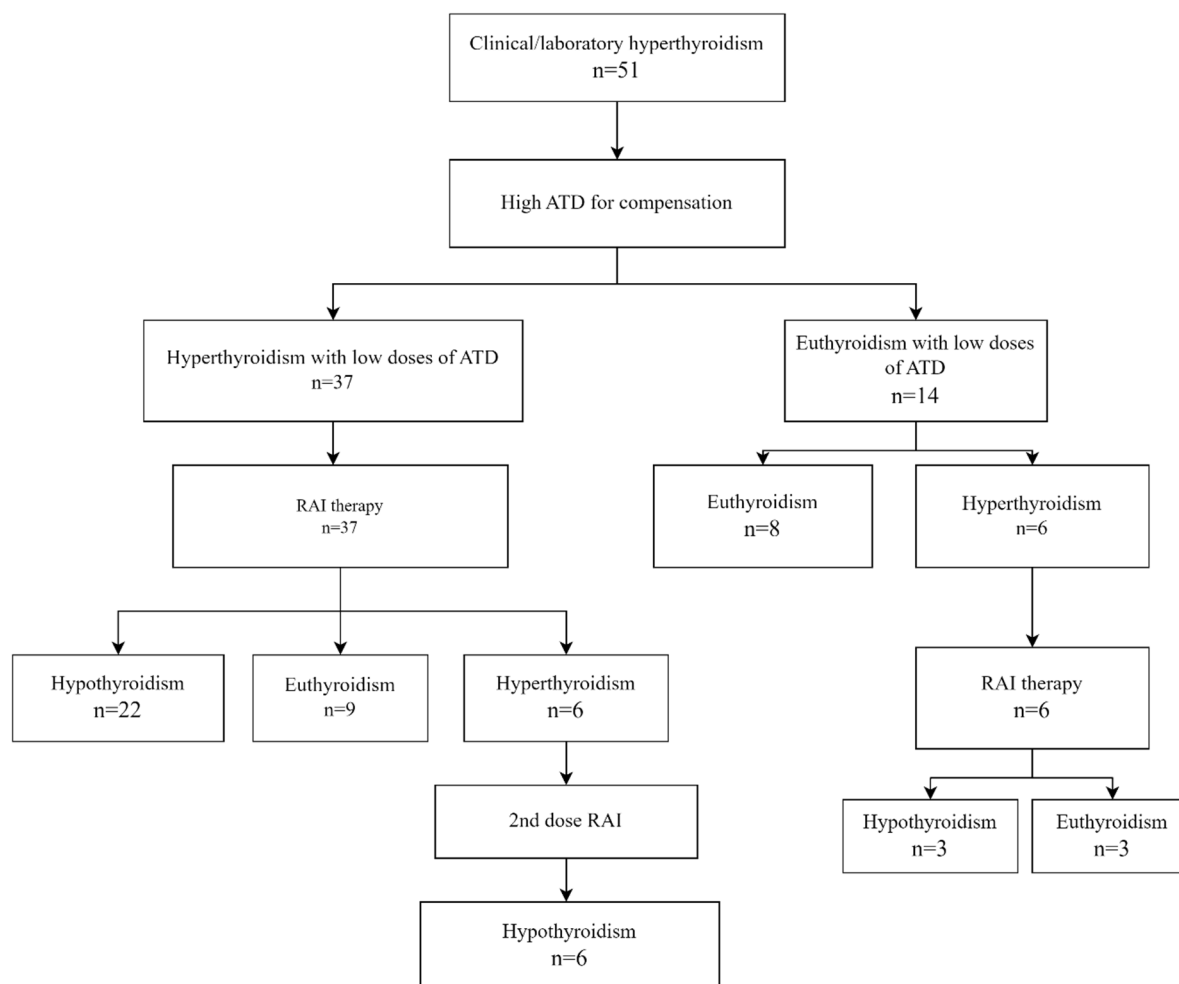 Clinical/laboratory hyperthyroidism
n=51
High ATD for compensation
Hyperthyroidism with low doses of ATD
n=37
Euthyroidism with low doses
of ATD
n=14
RAI therapy
n=37
Euthyroidism
n=8
Hyperthyroidism
n=6
Hypothyroidism
n=22
Euthyroidism
n=9
Hyperthyroidism
n=6
RAI therapy
n=6
2nd dose RAI
Hypothyroidism
n=3
Euthyroidism
n=3
Hypothyroidism
n=6